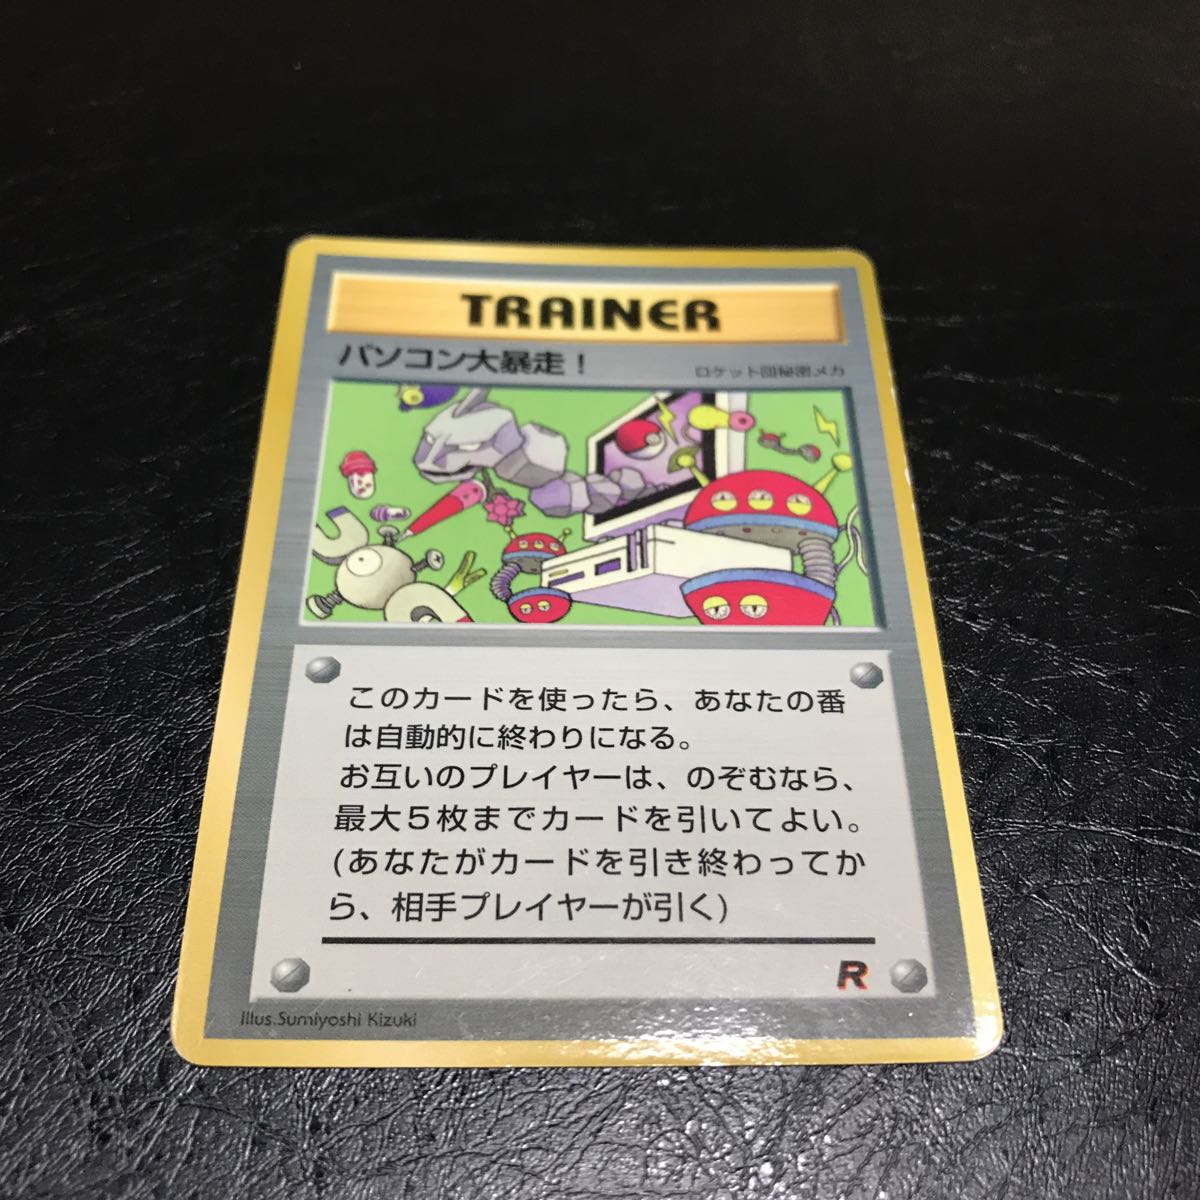 TRAINER
パソコン大暴走！
ロケット団秘密メカ
このカードを使ったら、あなたの番
は自動的に終わりになる。
お互いのプレイヤーは、のぞむなら、
最大５枚までカードを引いてよい。
(あなたがカードを引き終わってか
ら、相手プレイヤーが引く)
R
Illus.Sumiyoshi Kizuki